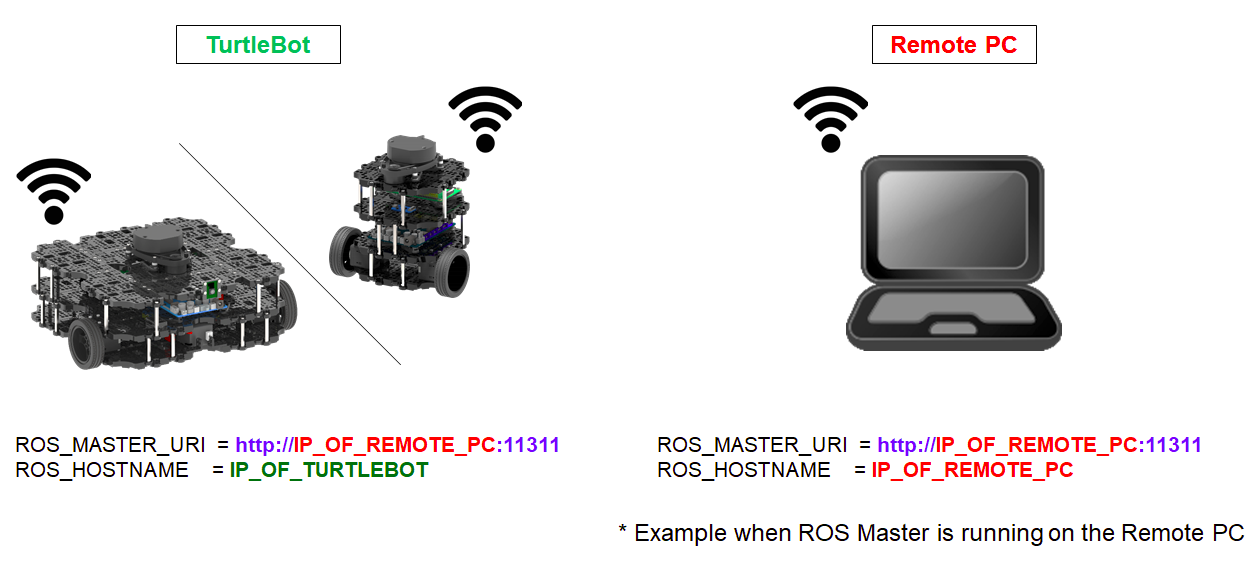 TurtleBot
Remote PC
ROS_MASTER_URI = http://IP_OF_REMOTE_PC:11311
ROS_HOSTNAME = IP_OF_TURTLEBOT
ROS_MASTER_URI = http://IP_OF_REMOTE_PC:11311
ROS_HOSTNAME = IP_OF_REMOTE_PC
* Example when ROS Master is running on the Remote PC